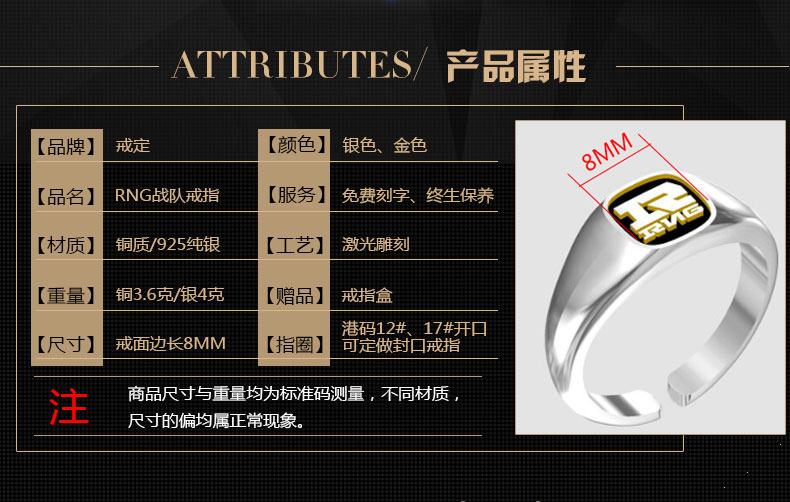 ATTRIBUTES/ 产品属性
【品牌】 戒定 【颜色】 银色、金色
【品名】 RNG战队戒指 【服务】 免费刻字、终生保养
【材质】 铜质/925纯银 【工艺】 激光雕刻
【重量】 铜3.6克/银4克 【赠品】 戒指盒
【尺寸】 戒面边长8MM 【指圈】 港码12#、17#开口
可定做封口戒指
注 商品尺寸与重量均为标准码测量，不同材质，
尺寸的偏均属正常现象。
8MM
R
RNG